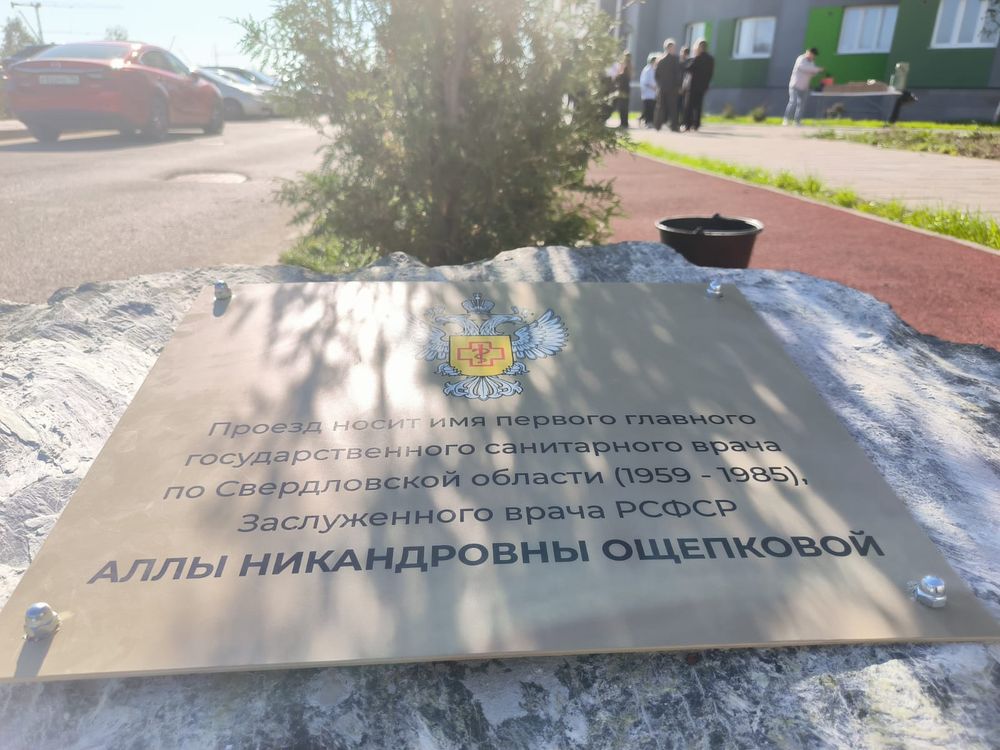 Проезд носит имя первого главного
государственного санитарного врача
по Свердловской области (1959 - 1985),
Заслуженного врача РСФСР
АЛЛЫ НИКАНДРОВНЫ ОЩЕПКОВОЙ